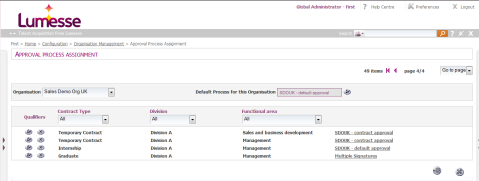 Global Administrator - First ? Help Centre Preferences X Logout
Lumesse
Search
First > Home > Configuration > Organisation Management > Approval Process Assignment
APPROVAL PROCESS ASSIGNMENT
49 items page 4/4 Go to page
Organisation Sales Demo Org UK Default Process for this Organisation SDOUK - default approval
Qualifiers Contract Type Division Functional area
All All All
Temporary Contract Division A Sales and business development SDOUK - contract approval
Temporary Contract Division A Management SDOUK - contract approval
Internship Division A Management SDOUK - default approval
Graduate Division A Management Multiple Signatures